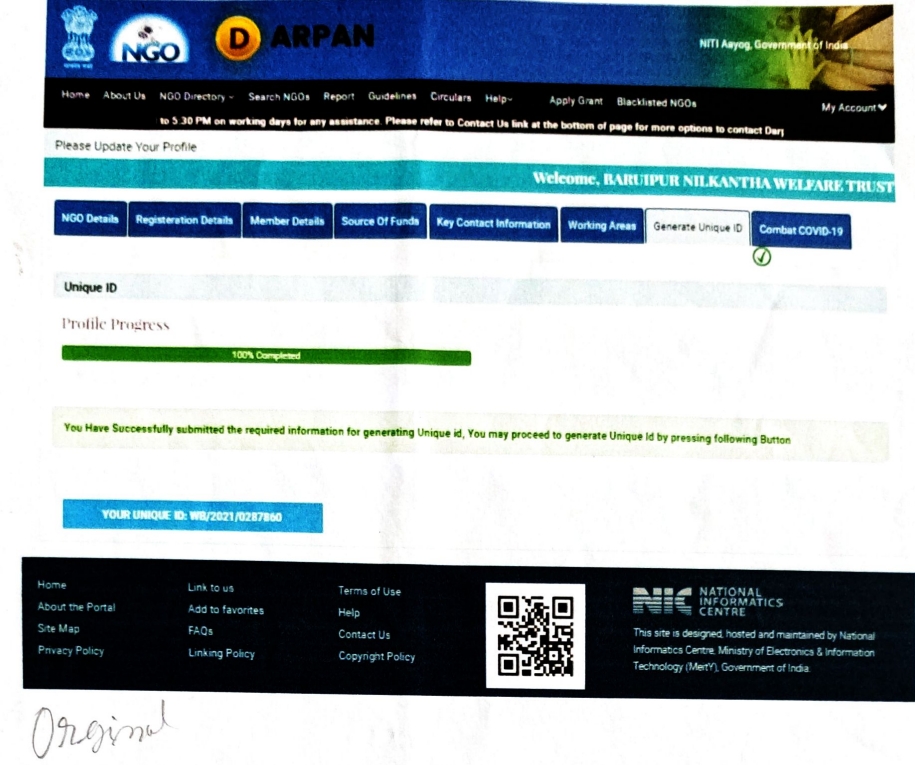 NGO DARPAN
NITI Aayog, Government of India
Home About Us NGO Directory Search NGOs Report Guidelines Circulars Help Apply Grant Blacklisted NGOs My Account
to 5.30 PM on working days for any assistance. Please refer to Contact Us link at the bottom of page for more options to contact Darp
Please Update Your Profile
Welcome, BARUIPUR NILKANTHA WELFARE TRUST
NGO Details Registeration Details Member Details Source Of Funds Key Contact Information Working Areas Generate Unique ID Combat COVID-19
Unique ID
Profile Progress
100% Completed
You Have Successfully submitted the required information for generating Unique id, You may proceed to generate Unique Id by pressing following Button
YOUR UNIQUE ID: WB/2021/0287860
Home Link to us Terms of Use
About the Portal Add to favorites Help
Site Map FAQs Contact Us
Privacy Policy Linking Policy Copyright Policy
NIC NATIONAL
INFORMATICS
CENTRE
This site is designed, hosted and maintained by National
Informatics Centre, Ministry of Electronics & Information
Technology (MeitY), Government of India.
Orginal